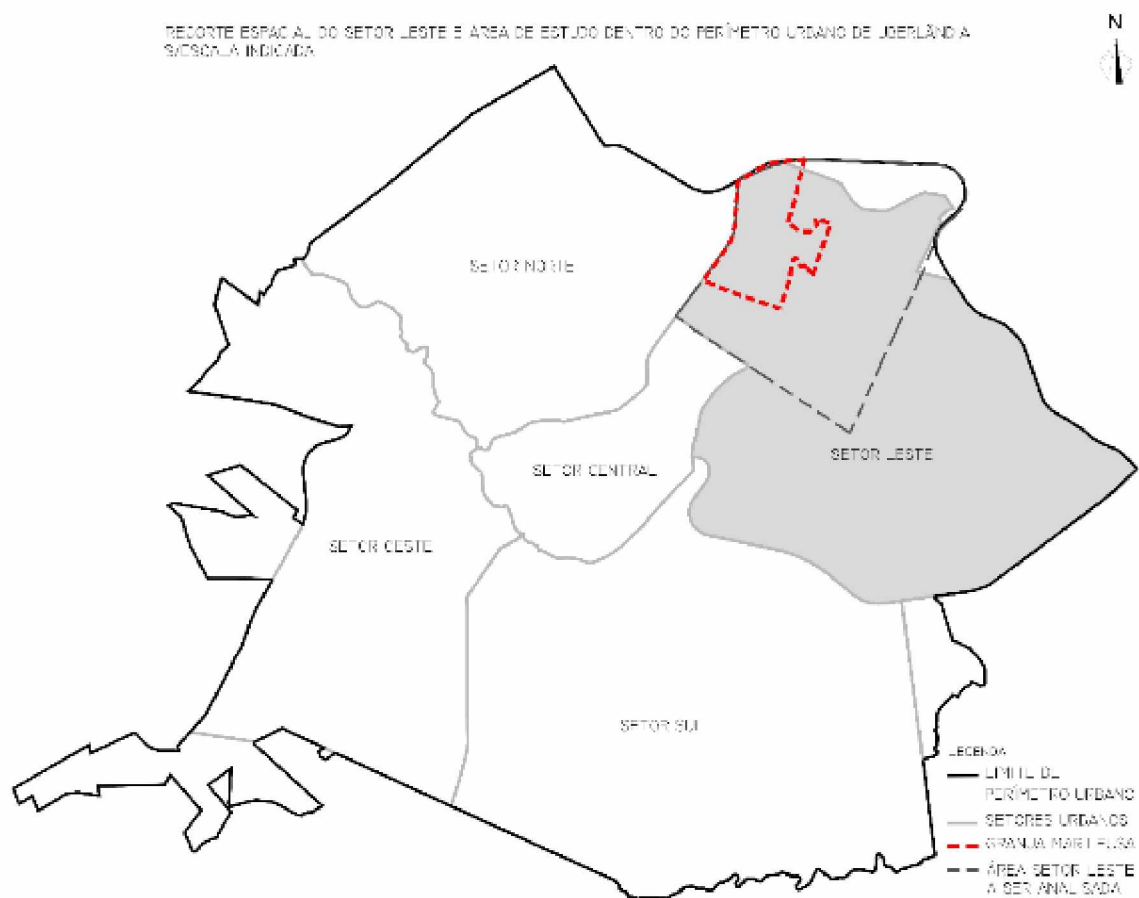 RECORTE ESPACIAL DO SETOR LESTE E ÁREA DE ESTUDO DENTRO DO PERÍMETRO URBANO DE UBERLÂNDIA
S/ESCALA INDICADA
N
SETOR NORTE
SETOR CENTRAL
SETOR LESTE
SETOR OESTE
SETOR SUL
LEGENDA
LIMITE DE
PERÍMETRO URBANO
SETORES URBANOS
GRANJA MARILEUSA
ÁREA SETOR LESTE
A SER ANALISADA